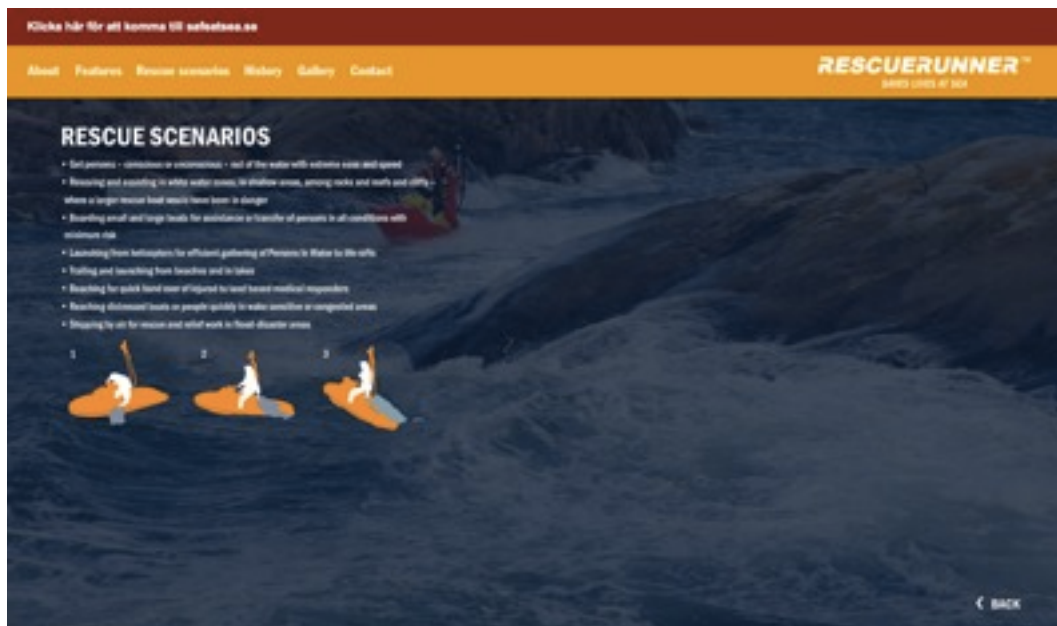 Klicka här för att komma till safeatsea.se
About Features Rescue scenarios History Gallery Contact
RESCUERUNNER™
SAVES LIVES AT SEA
RESCUE SCENARIOS
• Get persons – conscious or unconscious – out of the water with extreme ease and speed
• Rescuing and assisting in white water zones, in shallow areas, among rocks and reefs and cliffs –
where a larger rescue boat would have been in danger
• Boarding small and large boats for assistance or transfer of persons in all conditions with
minimum risk
• Launching from helicopters for efficient gathering of Persons In Water to life rafts
• Trailing and launching from beaches and in lakes
• Beaching for quick hand over of injured to land based medical responders
• Reaching distressed boats or people quickly in wake sensitive or congested areas
• Shipping by air for rescue and relief work in flood disaster areas
1 2 3
BACK